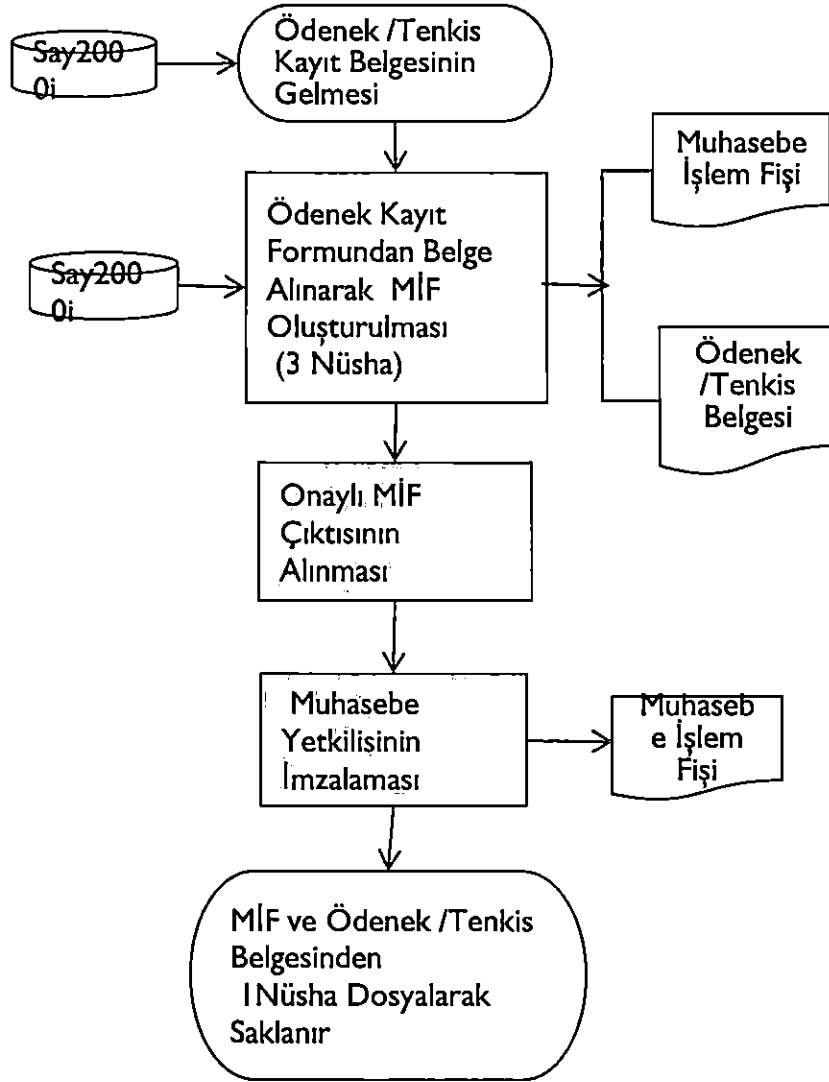 Say200
0i
Ödenek /Tenkis
Kayıt Belgesinin
Gelmesi
Muhasebe
İşlem Fişi
Say200
0i
Ödenek Kayıt
Formundan Belge
Alınarak MİF
Oluşturulması
(3 Nüsha)
Ödenek
/Tenkis
Belgesi
Onaylı MİF
Çıktısının
Alınması
Muhasebe
Yetkilisinin
İmzalaması
Muhaseb
e İşlem
Fişi
MİF ve Ödenek /Tenkis
Belgesinden
1Nüsha Dosyalarak
Saklanır